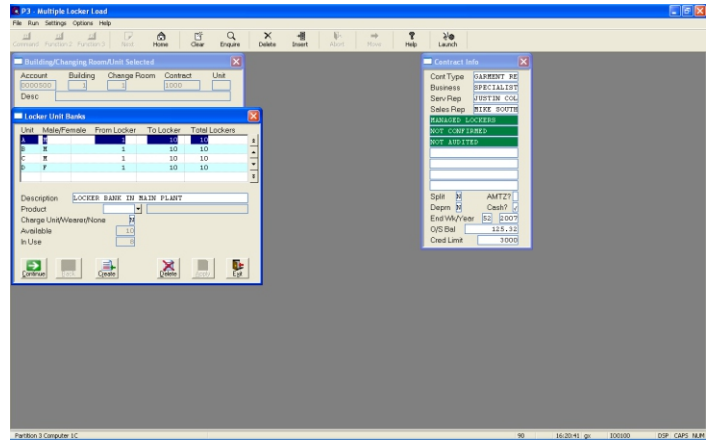 P3 - Multiple Locker Load
File Run Settings Options Help
Command Function2 Function3 Next Home Clear Enquire Delete Insert Abort Move Help Launch
Building/Changing Room/Unit Selected
Account Building Change Room Contract Unit
0000500 1 1 1000
Desc
Locker Unit Banks
Unit Male/Female From Locker To Locker Total Lockers
A M 1 10 10
B M 1 10 10
C M 1 10 10
D F 1 10 10
Description LOCKER BANK IN MAIN PLANT
Product
Charge Unit/Wearer/None N
Available 10
In Use 0
Continue Back Create Delete Apply Exit
Contract Info
Cont Type GARMENT RE
Business SPECIALIST
Serv Rep JUSTIN COL
Sales Rep MIKE SOUTH
MANAGED LOCKERS
NOT CONFIRMED
NOT AUDITED
Split N AMTZ?
Deprn N Cash?
End Wk/Year 52 2007
O/S Bal 125.32
Cred Limit 3000
Partition 3 Computer 1C 90 16:20:41 gx IO0100 DSP CAPS NUM